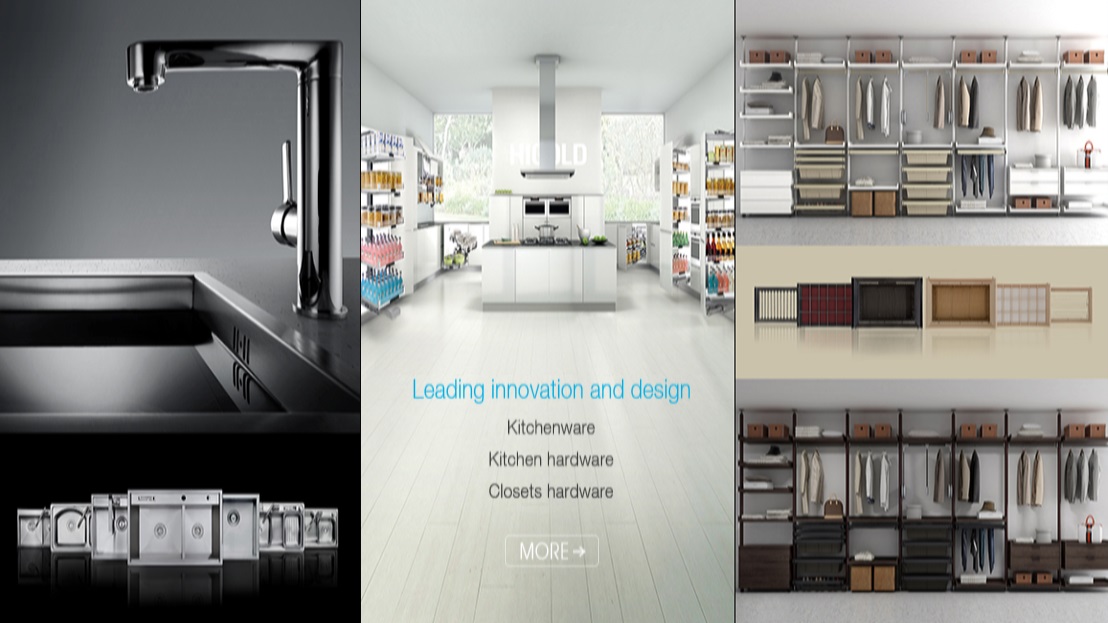 HIGOLD
Leading innovation and design
Kitchenware
Kitchen hardware
Closets hardware
MORE →